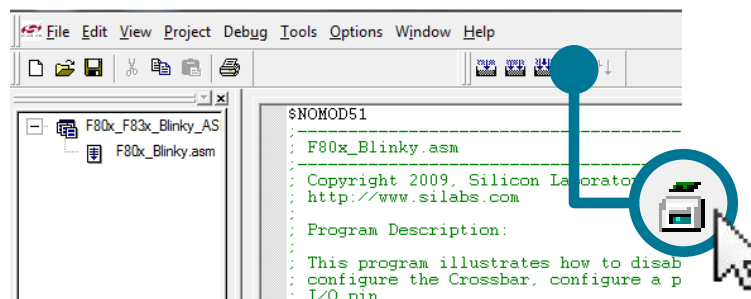 File Edit View Project Debug Tools Options Window Help
F80x_F83x_Blinky_AS
F80x_Blinky.asm
$NOMOD51
;-----------------------------------------
; F80x_Blinky.asm
;-----------------------------------------
; Copyright 2009, Silicon Laborator
; http://www.silabs.com
;
; Program Description:
;
; This program illustrates how to disab
; configure the Crossbar, configure a p
; I/O pin